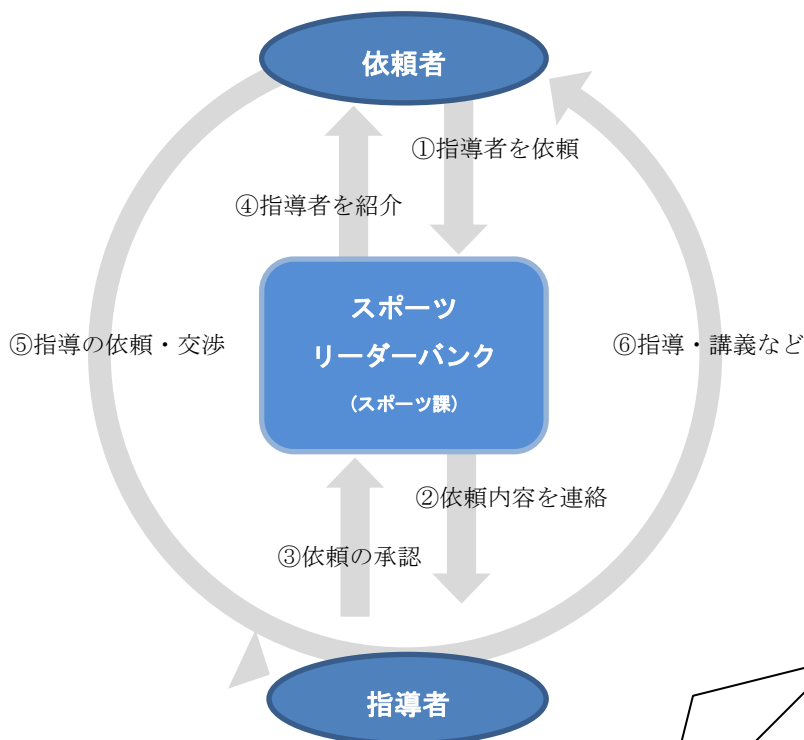 依頼者
①指導者を依頼
④指導者を紹介
スポーツ
リーダーバンク
(スポーツ課)
⑤指導の依頼・交渉
⑥指導・講義など
②依頼内容を連絡
③依頼の承認
指導者